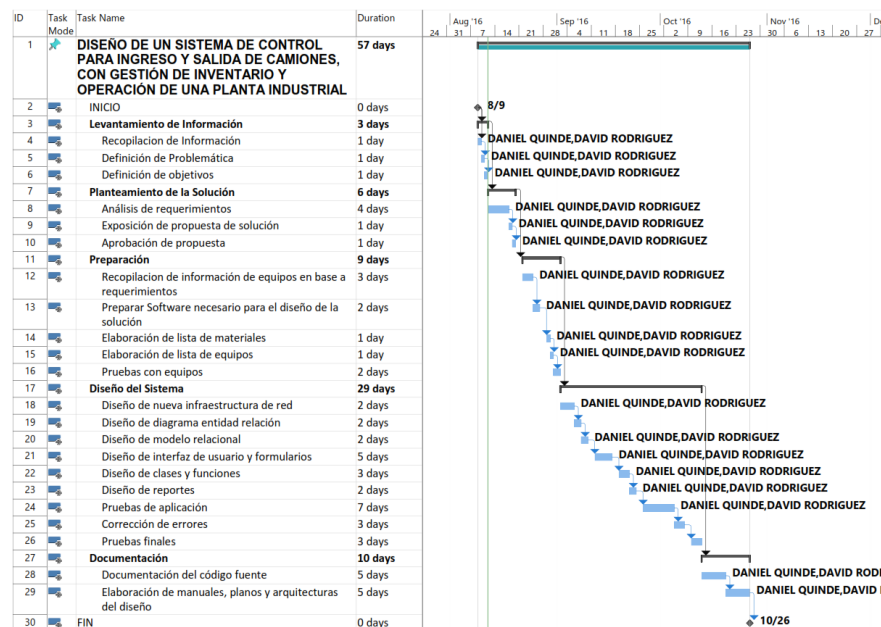 ID Task Mode Task Name Duration Aug '16 Sep '16 Oct '16 Nov '16
24 31 7 14 21 28 4 11 18 25 2 9 16 23 30 6 13 20 27
1 DISEÑO DE UN SISTEMA DE CONTROL 57 days
PARA INGRESO Y SALIDA DE CAMIONES,
CON GESTIÓN DE INVENTARIO Y
OPERACIÓN DE UNA PLANTA INDUSTRIAL
2 INICIO 0 days 8/9
3 Levantamiento de Información 3 days
4 Recopilacion de Información 1 day DANIEL QUINDE,DAVID RODRIGUEZ
5 Definición de Problemática 1 day DANIEL QUINDE,DAVID RODRIGUEZ
6 Definición de objetivos 1 day DANIEL QUINDE,DAVID RODRIGUEZ
7 Planteamiento de la Solución 6 days
8 Análisis de requerimientos 4 days DANIEL QUINDE,DAVID RODRIGUEZ
9 Exposición de propuesta de solución 1 day DANIEL QUINDE,DAVID RODRIGUEZ
10 Aprobación de propuesta 1 day DANIEL QUINDE,DAVID RODRIGUEZ
11 Preparación 9 days
12 Recopilacion de información de equipos en base a 3 days DANIEL QUINDE,DAVID RODRIGUEZ
requerimientos
13 Preparar Software necesario para el diseño de la 2 days DANIEL QUINDE,DAVID RODRIGUEZ
solución
14 Elaboración de lista de materiales 1 day DANIEL QUINDE,DAVID RODRIGUEZ
15 Elaboración de lista de equipos 1 day DANIEL QUINDE,DAVID RODRIGUEZ
16 Pruebas con equipos 2 days
17 Diseño del Sistema 29 days
18 Diseño de nueva infraestructura de red 2 days DANIEL QUINDE,DAVID RODRIGUEZ
19 Diseño de diagrama entidad relación 2 days
20 Diseño de modelo relacional 2 days DANIEL QUINDE,DAVID RODRIGUEZ
21 Diseño de interfaz de usuario y formularios 5 days DANIEL QUINDE,DAVID RODRIGUEZ
22 Diseño de clases y funciones 3 days DANIEL QUINDE,DAVID RODRIGUEZ
23 Diseño de reportes 2 days DANIEL QUINDE,DAVID RODRIGUEZ
24 Pruebas de aplicación 7 days DANIEL QUINDE,DAVID RODRIGUEZ
25 Corrección de errores 3 days
26 Pruebas finales 3 days
27 Documentación 10 days
28 Documentación del código fuente 5 days DANIEL QUINDE,DAVID
29 Elaboración de manuales, planos y arquitecturas 5 days DANIEL QUINDE,DAVID
del diseño
30 FIN 0 days 10/26